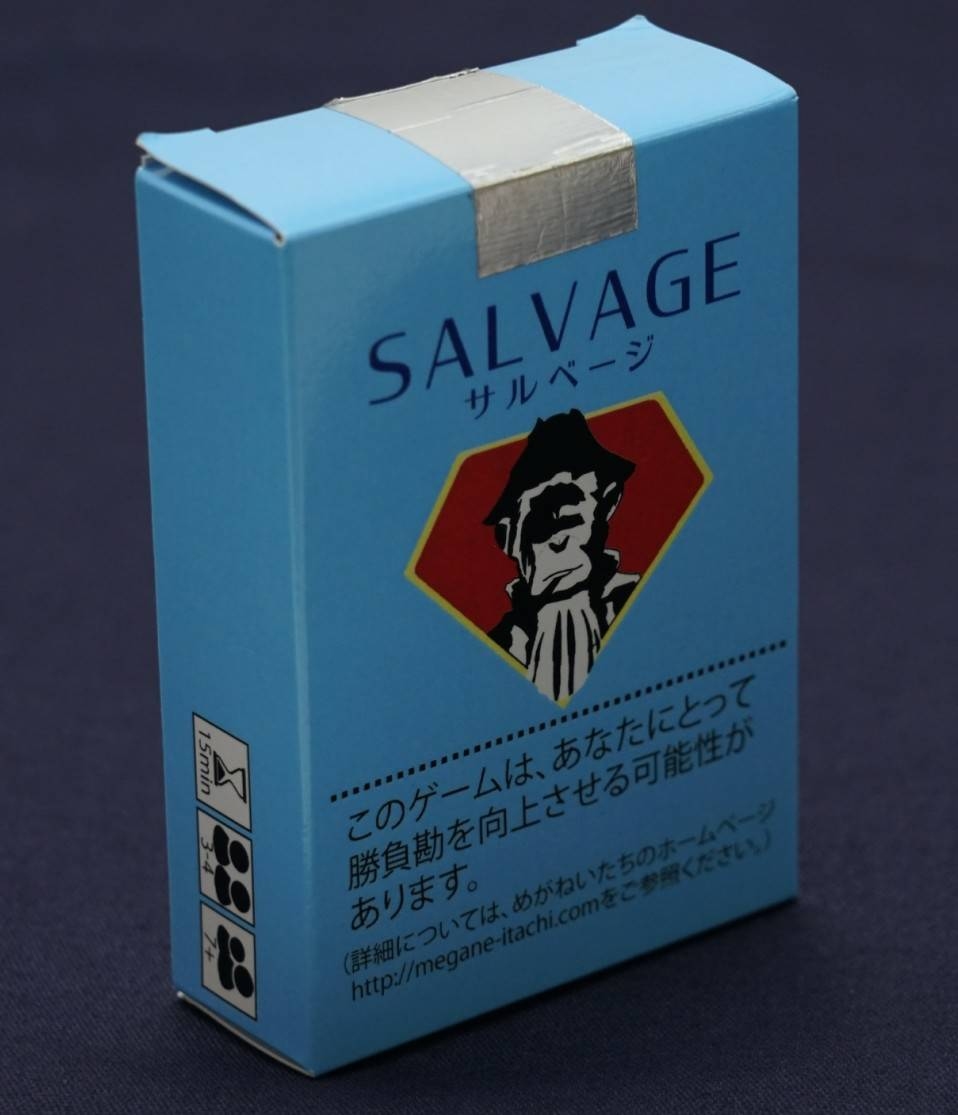 SALVAGE
サルベージ
このゲームは、あなたにとって
勝負勘を向上させる可能性が
あります。
(詳細については、めがねいたちのホームページ
http://megane-itachi.comをご参照ください。)
15min
3-4
7+